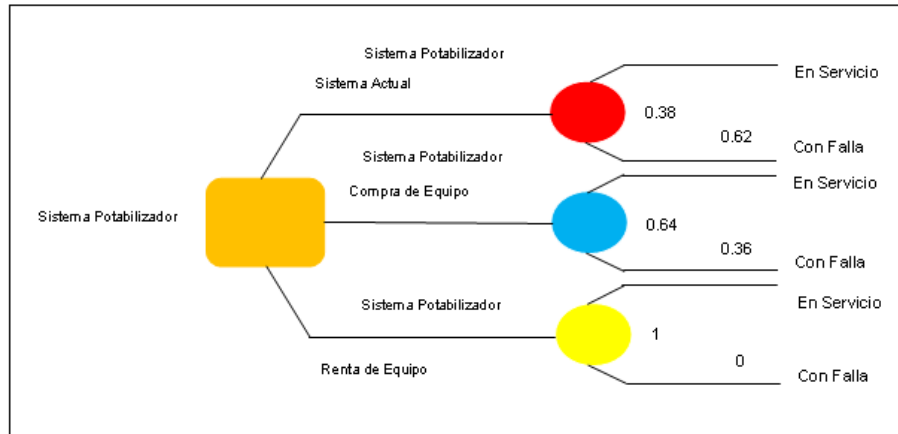 Sistema Potabilizador
Sistema Potabilizador
Sistema Actual
En Servicio
0.38
0.62
Con Falla
Sistema Potabilizador
Compra de Equipo
En Servicio
0.64
0.36
Con Falla
Sistema Potabilizador
Renta de Equipo
En Servicio
1
0
Con Falla